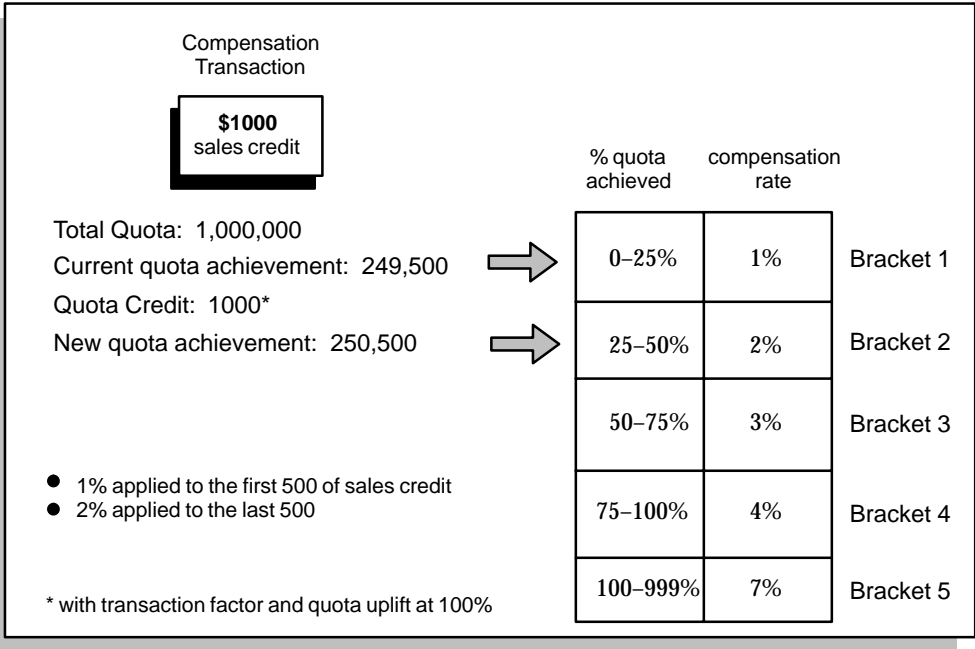 Compensation
Transaction
$1000
sales credit
Total Quota: 1,000,000
Current quota achievement: 249,500
Quota Credit: 1000*
New quota achievement: 250,500
1% applied to the first 500 of sales credit
2% applied to the last 500
* with transaction factor and quota uplift at 100%
% quota achieved
compensation rate
0–25% 1% Bracket 1
25–50% 2% Bracket 2
50–75% 3% Bracket 3
75–100% 4% Bracket 4
100–999% 7% Bracket 5